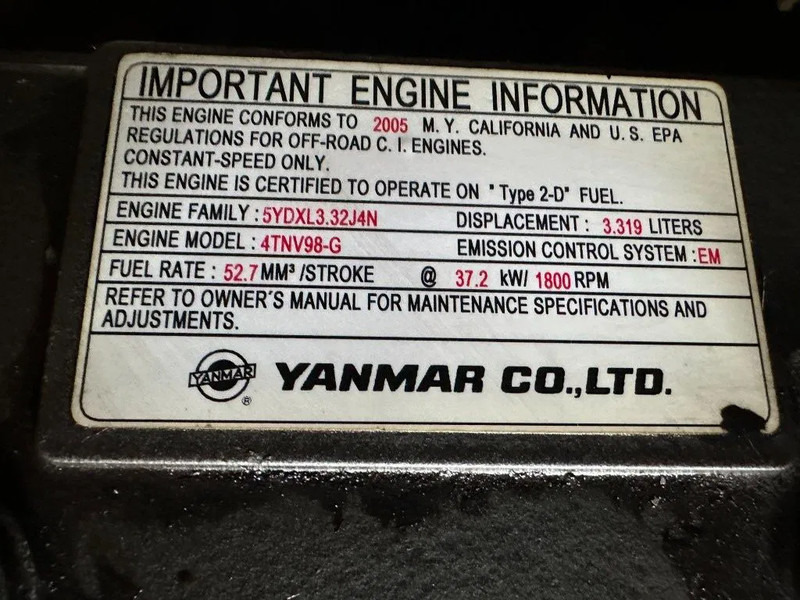 IMPORTANT ENGINE INFORMATION
THIS ENGINE CONFORMS TO 2005 M.Y. CALIFORNIA AND U.S. EPA
REGULATIONS FOR OFF-ROAD C.I. ENGINES.
CONSTANT-SPEED ONLY.
THIS ENGINE IS CERTIFIED TO OPERATE ON "Type 2-D" FUEL.
ENGINE FAMILY : 5YDXL3.32J4N DISPLACEMENT : 3.319 LITERS
ENGINE MODEL : 4TNV98-G EMISSION CONTROL SYSTEM : EM
FUEL RATE : 52.7 MM³ /STROKE @ 37.2 kW/ 1800 RPM
REFER TO OWNER'S MANUAL FOR MAINTENANCE SPECIFICATIONS AND
ADJUSTMENTS.
YANMAR ® YANMAR CO.,LTD.